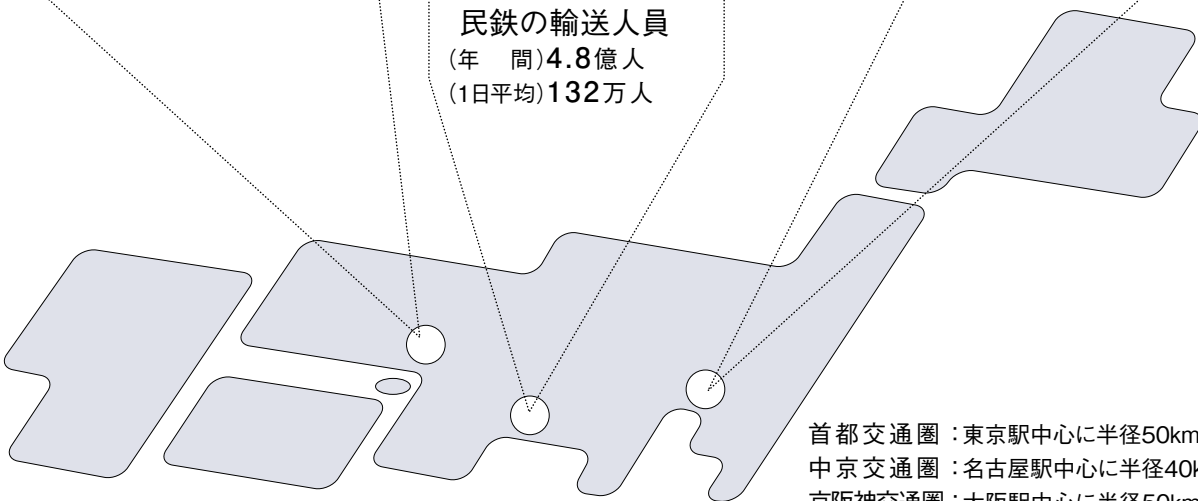 民鉄の輸送人員
(年　間)4.8億人
(1日平均)132万人
首都交通圏：東京駅中心に半径50km
中京交通圏：名古屋駅中心に半径40k
京阪神交通圏：大阪駅中心に半径50km